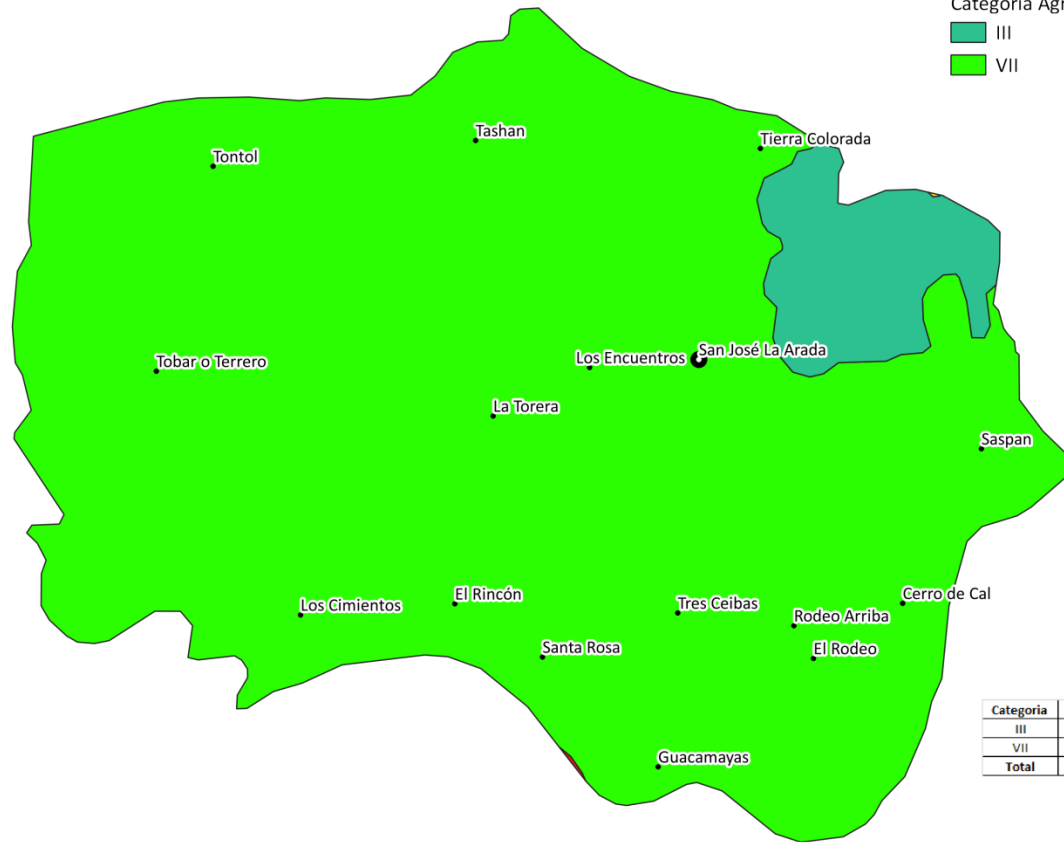 Categoria Agr
III
VII
Tashan
Tierra Colorada
Tontol
San José La Arada
Los Encuentros
Tobar o Terrero
La Torera
Saspan
Cerro de Cal
El Rincón
Los Cimientos
Tres Ceibas
Rodeo Arriba
Santa Rosa
El Rodeo
Categoria
III
VII
Total
Guacamayas